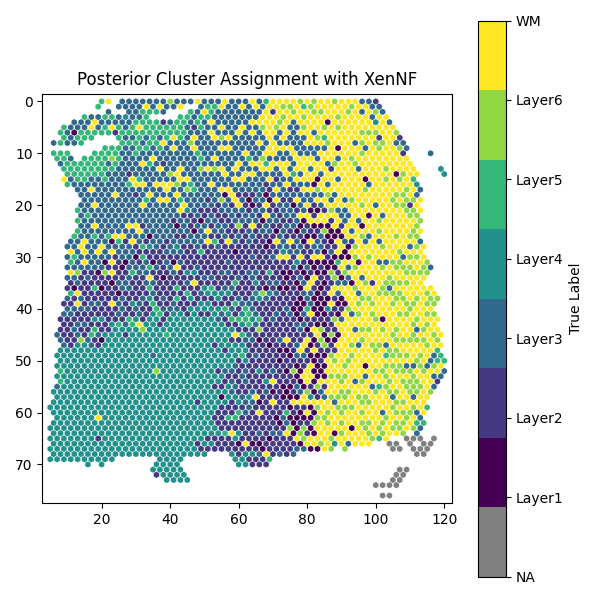 Posterior Cluster Assignment with XenNF
0
10
20
30
40
50
60
70
20
40
60
80
100
120
WM
Layer6
Layer5
Layer4
Layer3
Layer2
Layer1
NA
True Label